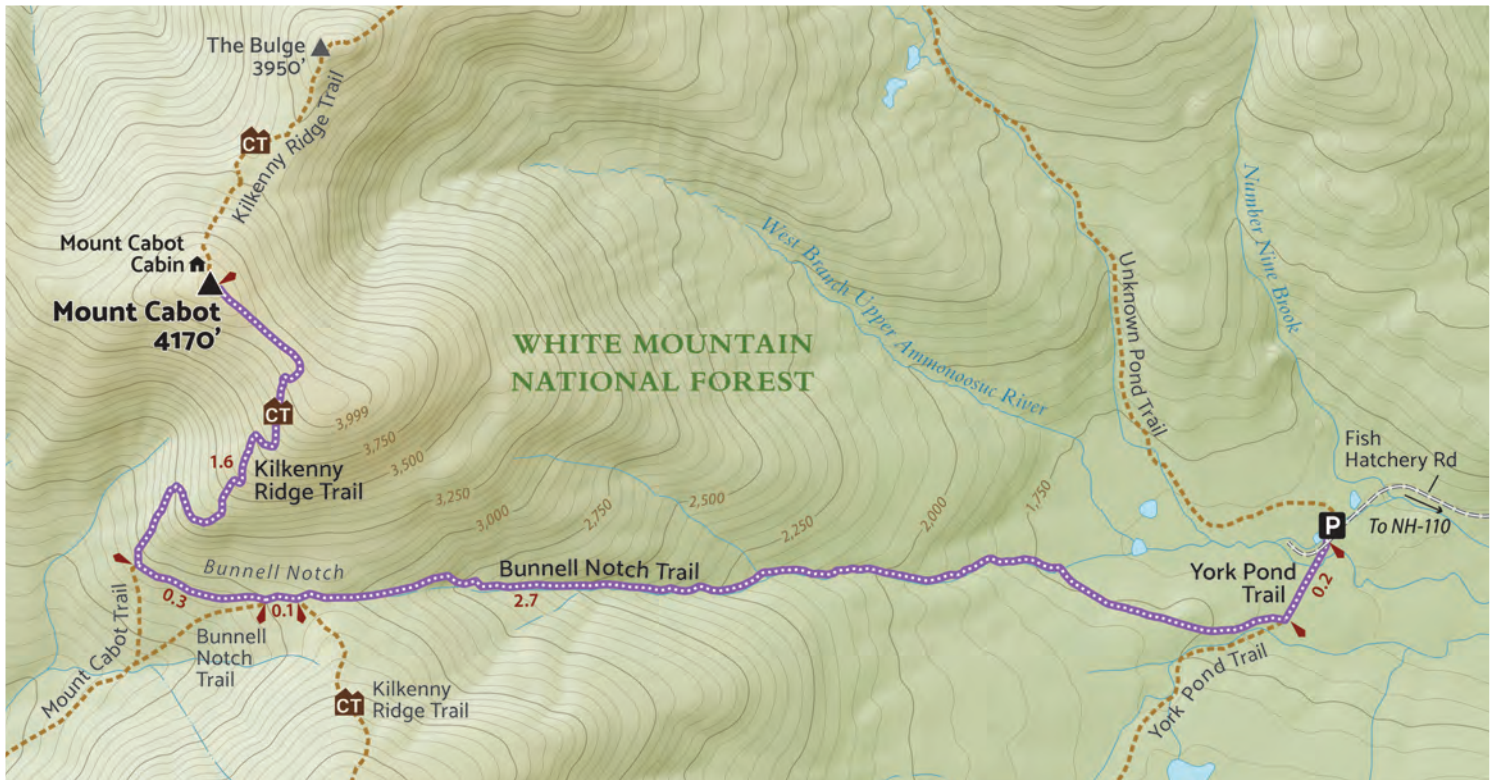 The Bulge
3950'
Kilkenny Ridge Trail
CT
Mount Cabot
Cabin
Mount Cabot
4170'
WHITE MOUNTAIN
NATIONAL FOREST
West Branch Upper Ammonoosuc River
Unknown Pond Trail
Number Nine Brook
Fish
Hatchery Rd
To NH-110
P
CT
3,999
3,750
3,500
3,250
3,000
2,750
2,500
2,250
2,000
1,750
1.6
Kilkenny
Ridge Trail
Bunnell Notch
Bunnell Notch Trail
2.7
York Pond
Trail
0.2
0.3
0.1
Mount Cabot Trail
Bunnell
Notch
Trail
CT
Kilkenny
Ridge Trail
York Pond Trail